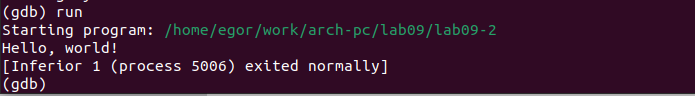 (gdb) run
Starting program: /home/egor/work/arch-pc/lab09/lab09-2
Hello, world!
[Inferior 1 (process 5006) exited normally]
(gdb)